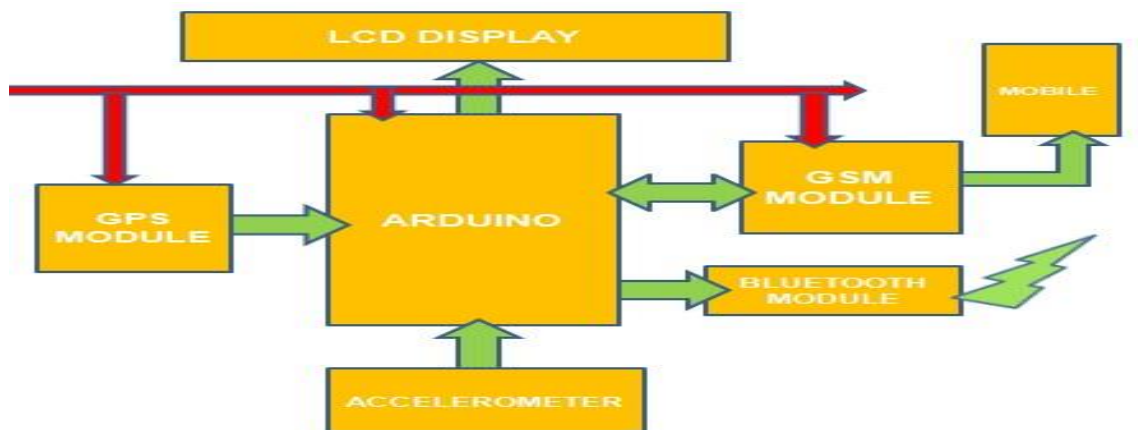 LCD DISPLAY
MOBILE
GPS
MODULE
ARDUINO
GSM
MODULE
BLUETOOTH
MODULE
ACCELEROMETER